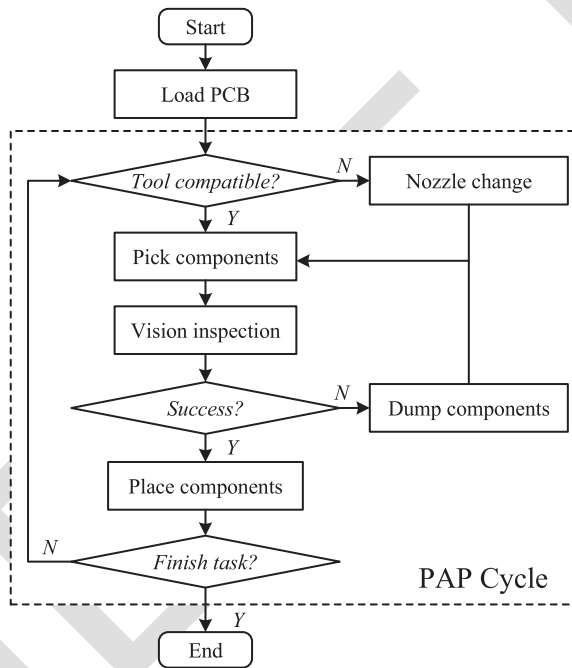 Start
Load PCB
Tool compatible?
N
Nozzle change
Y
Pick components
Vision inspection
Success?
N
Dump components
Y
Place components
N
Finish task?
PAP Cycle
Y
End